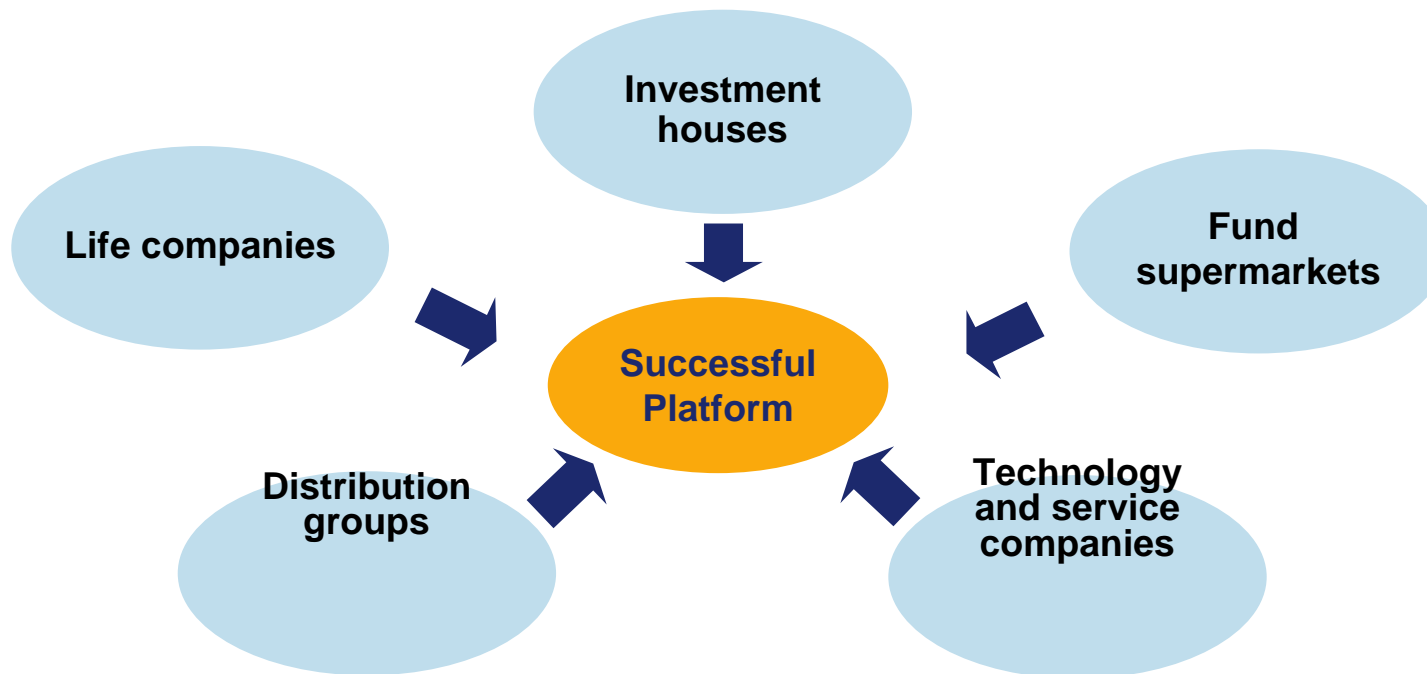 Investment
houses
Life companies
Fund
supermarkets
Successful
Platform
Distribution
groups
Technology
and service
companies